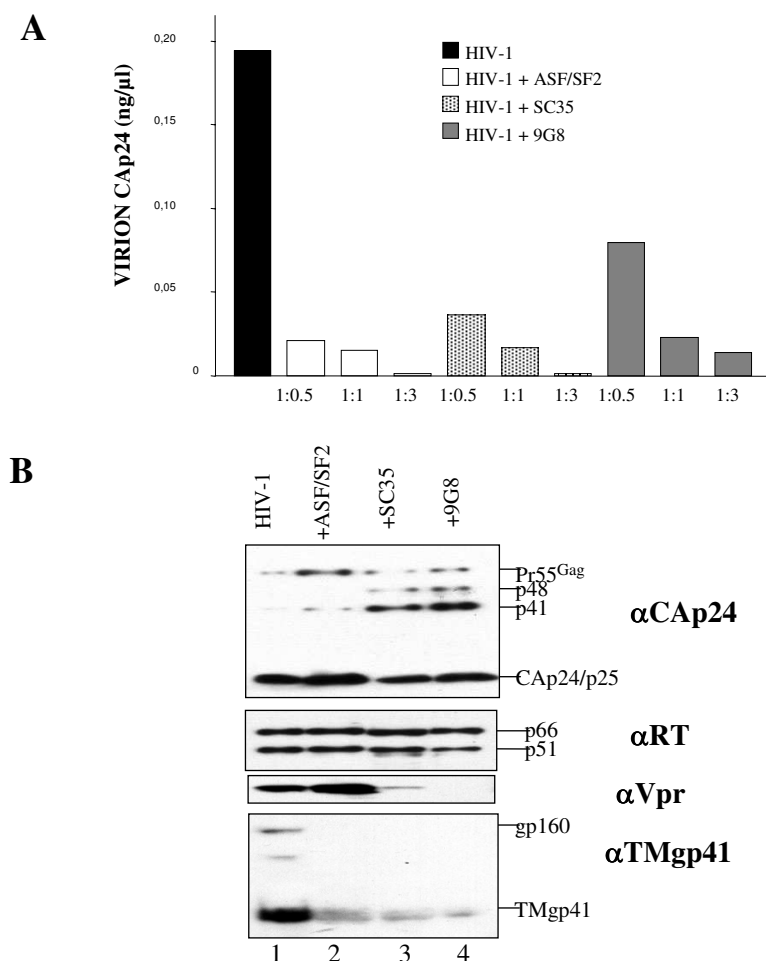 A
VIRION CAp24 (ng/µl)
0,20
0,15
0,10
0,05
0
HIV-1
HIV-1 + ASF/SF2
HIV-1 + SC35
HIV-1 + 9G8
1:0.5 1:1 1:3 1:0.5 1:1 1:3 1:0.5 1:1 1:3
B
HIV-1 +ASF/SF2 +SC35 +9G8
Pr55Gag
p48
p41
CAp24/p25
αCAp24
p66
p51
αRT
αVpr
gp160
TMgp41
αTMgp41
1 2 3 4